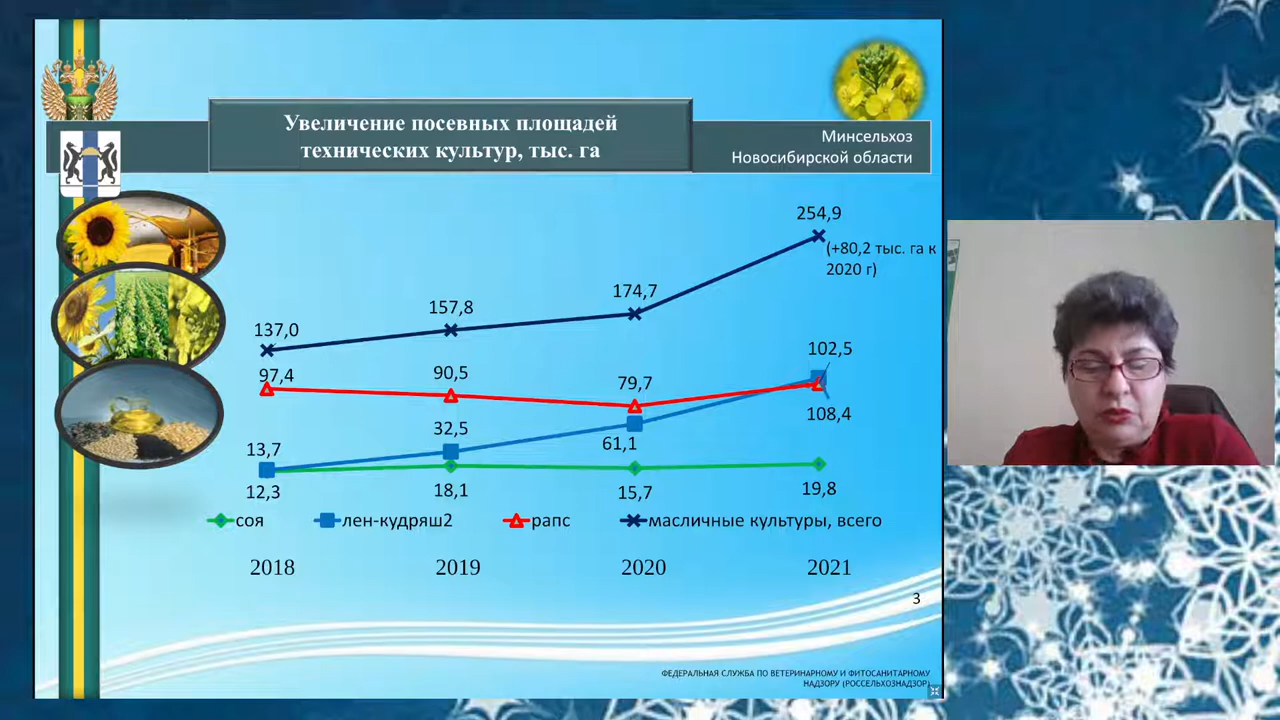 Увеличение посевных площадей
технических культур, тыс. га
Минсельхоз
Новосибирской области
254,9
(+80,2 тыс. га к
2020 г)
174,7
157,8
137,0
102,5
97,4
90,5
79,7
108,4
32,5
61,1
13,7
12,3
18,1
15,7
19,8
соя
лен-кудряш2
рапс
масличные культуры, всего
2018
2019
2020
2021
3
ФЕДЕРАЛЬНАЯ СЛУЖБА ПО ВЕТЕРИНАРНОМУ И ФИТОСАНИТАРНОМУ
НАДЗОРУ (РОССЕЛЬХОЗНАДЗОР)